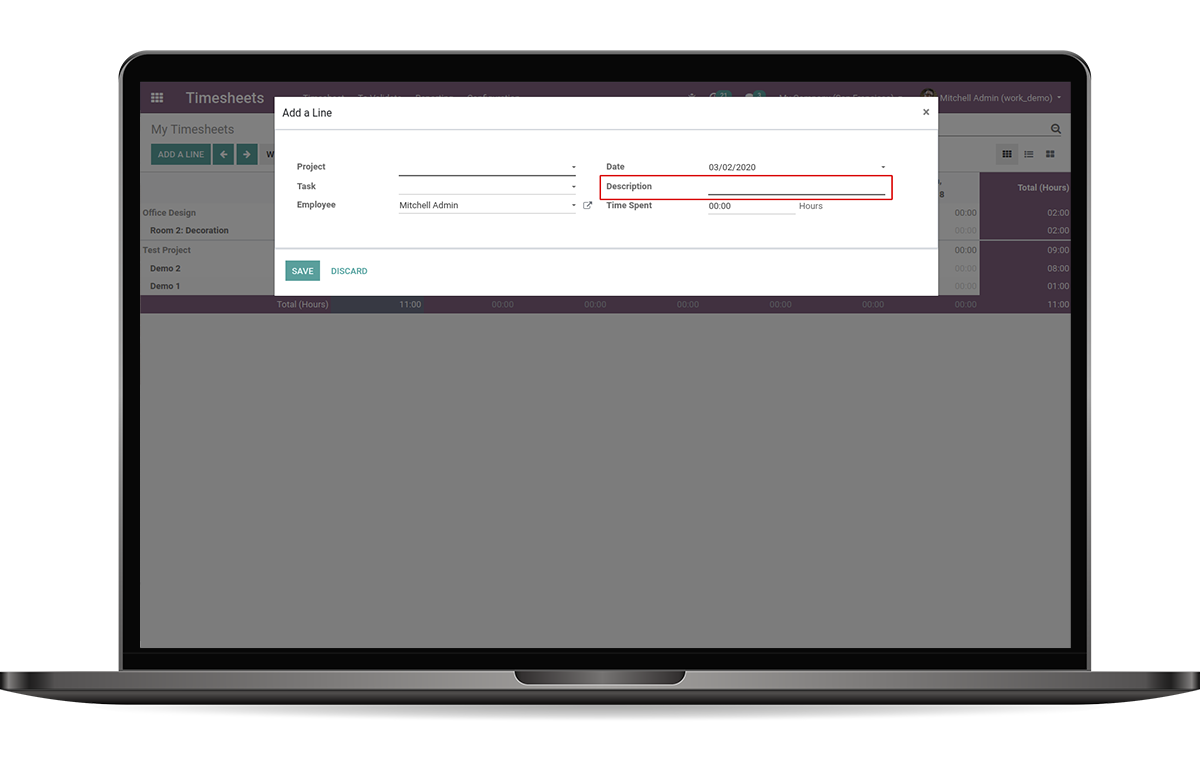 Timesheets
Mitchell Admin (work_demo)
My Timesheets
ADD A LINE
Add a Line
×
Project
Task
Employee Mitchell Admin
Date 03/02/2020
Description
Time Spent 00:00 Hours
SAVE DISCARD
Total (Hours)
Office Design 00:00 02:00
Room 2: Decoration 00:00 02:00
Test Project 00:00 09:00
Demo 2 00:00 08:00
Demo 1 00:00 01:00
Total (Hours) 11:00 00:00 00:00 00:00 00:00 00:00 00:00 11:00